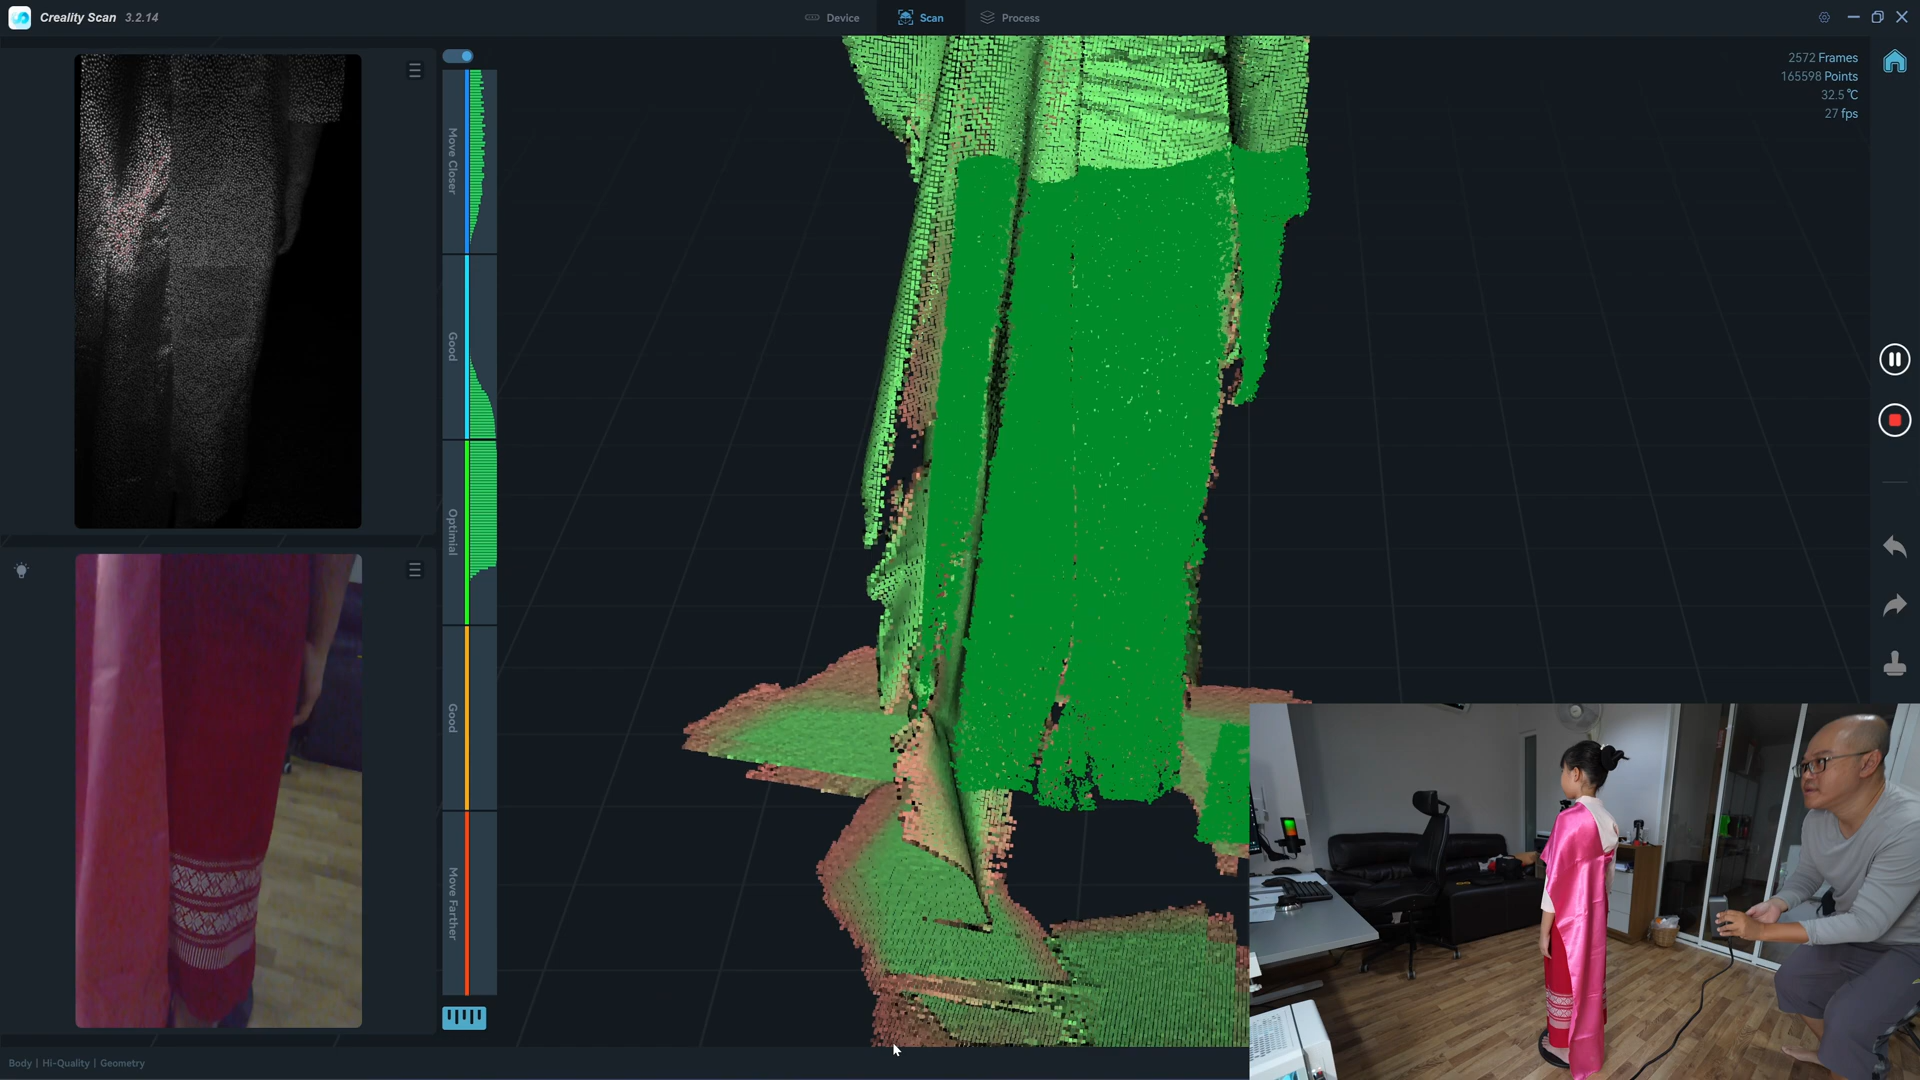 Creality Scan 3.2.14
Device
Scan
Process
2572 Frames
165598 Points
32.5 °C
27 fps
Move Closer
Good
Optimial
Good
Move Farther
Body | Hi-Quality | Geometry